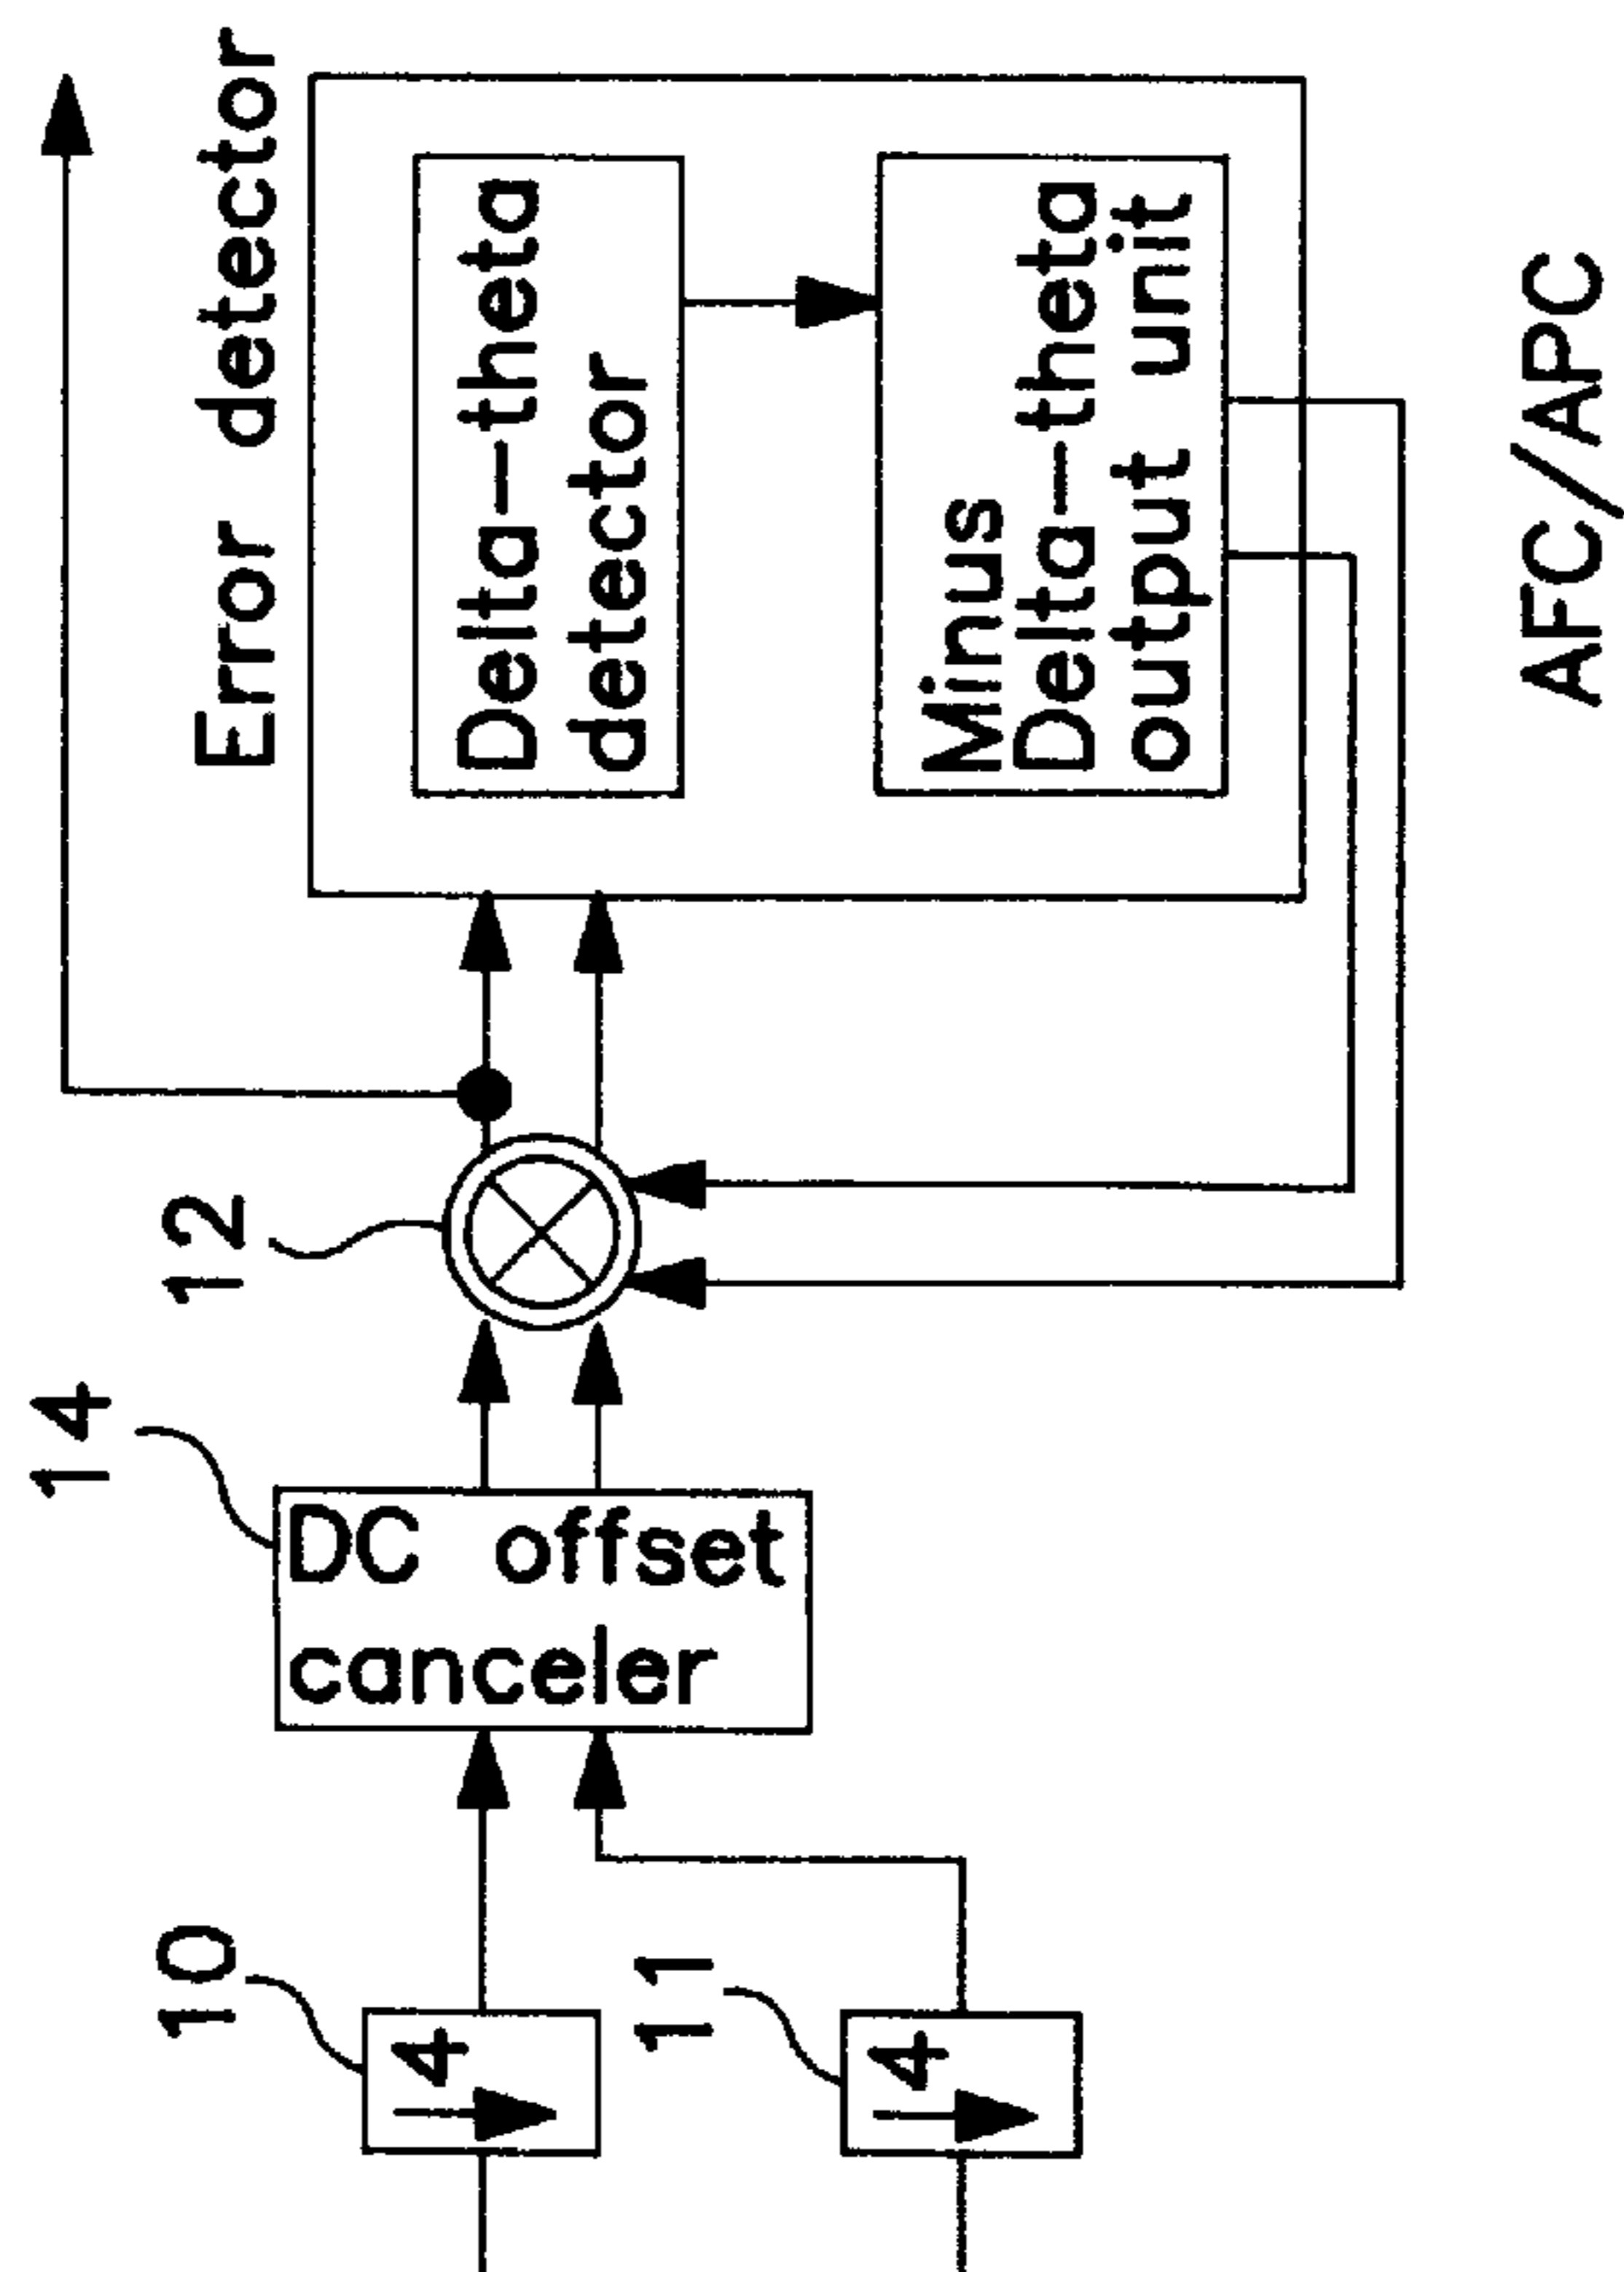 Error detector
Delta-theta
detector
Minus
Delta-theta
output unit
AFC/APC
12
14
DC offset
canceler
10
4
11
4